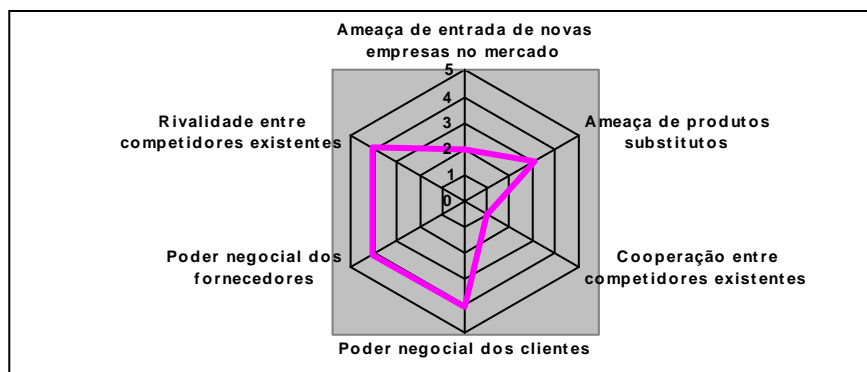 Ameaça de entrada de novas
empresas no mercado
5
4
3
2
1
0
Rivalidade entre
competidores existentes
Ameaça de produtos
substitutos
Poder negocial dos
fornecedores
Cooperação entre
competidores existentes
Poder negocial dos clientes